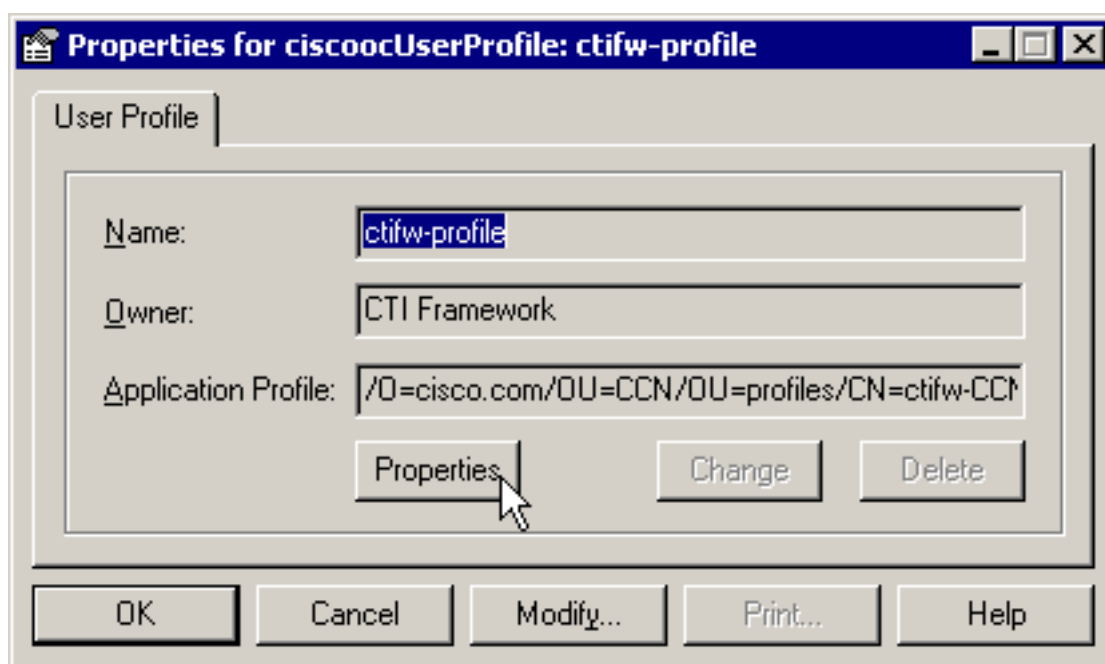 Properties for ciscoocUserProfile: ctifw-profile
User Profile
Name: ctifw-profile
Owner: CTI Framework
Application Profile: /O=cisco.com/OU=CCN/OU=profiles/CN=ctifw-CCN
Properties Change Delete
OK Cancel Modify... Print... Help